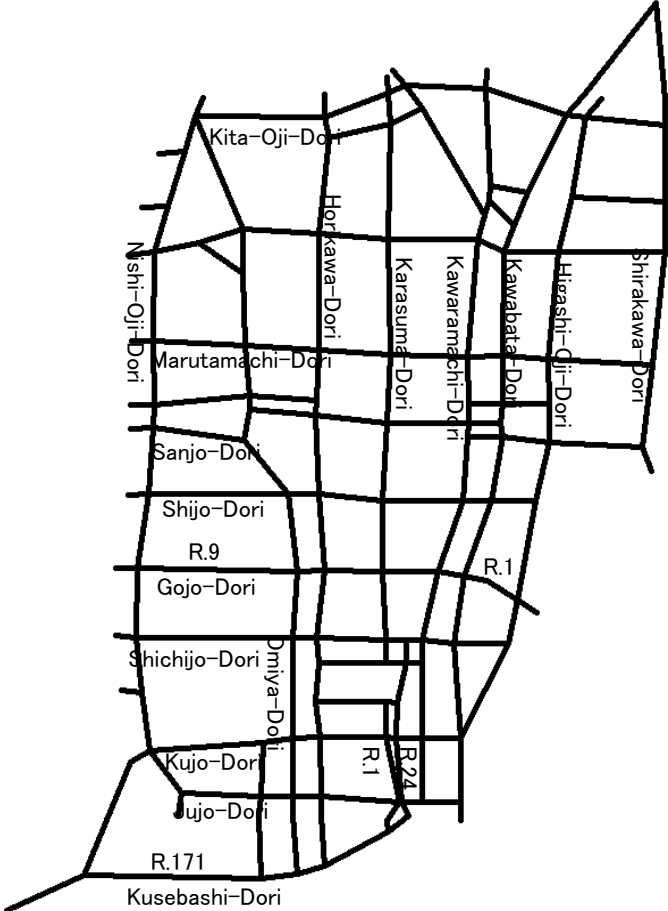 Kita-Oji-Dori
Horikawa-Dori
Nishi-Oji-Dori
Karasuma-Dori
Kawaramachi-Dori
Kawabata-Dori
Higashi-Oji-Dori
Shirakawa-Dori
Marutamachi-Dori
Sanjo-Dori
Shijo-Dori
R.9
R.1
Gojo-Dori
Shichijo-Dori
Omiya-Dori
Kujo-Dori
R.1
R.24
Jujo-Dori
R.171
Kusebashi-Dori